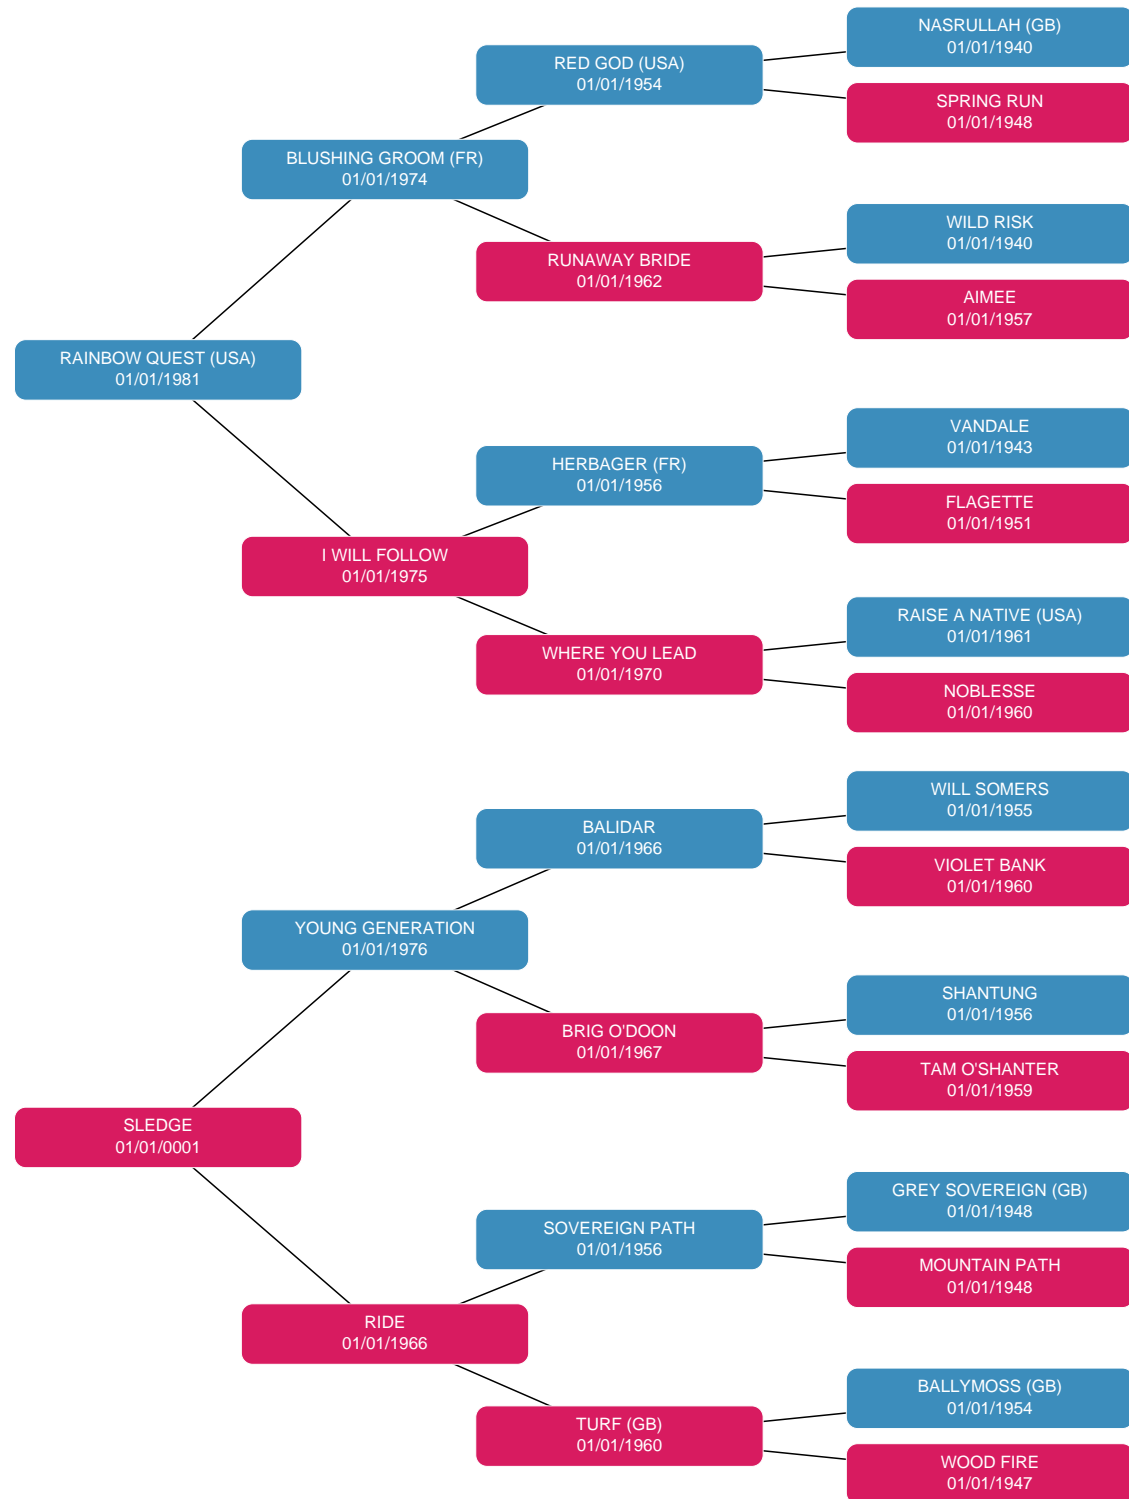 NASRULLAH (GB)
01/01/1940
RED GOD (USA)
01/01/1954
SPRING RUN
01/01/1948
BLUSHING GROOM (FR)
01/01/1974
WILD RISK
01/01/1940
RUNAWAY BRIDE
01/01/1962
AIMEE
01/01/1957
RAINBOW QUEST (USA)
01/01/1981
VANDALE
01/01/1943
HERBAGER (FR)
01/01/1956
FLAGETTE
01/01/1951
I WILL FOLLOW
01/01/1975
RAISE A NATIVE (USA)
01/01/1961
WHERE YOU LEAD
01/01/1970
NOBLESSE
01/01/1960
WILL SOMERS
01/01/1955
BALIDAR
01/01/1966
VIOLET BANK
01/01/1960
YOUNG GENERATION
01/01/1976
SHANTUNG
01/01/1956
BRIG O'DOON
01/01/1967
TAM O'SHANTER
01/01/1959
SLEDGE
01/01/0001
GREY SOVEREIGN (GB)
01/01/1948
SOVEREIGN PATH
01/01/1956
MOUNTAIN PATH
01/01/1948
RIDE
01/01/1966
BALLYMOSS (GB)
01/01/1954
TURF (GB)
01/01/1960
WOOD FIRE
01/01/1947